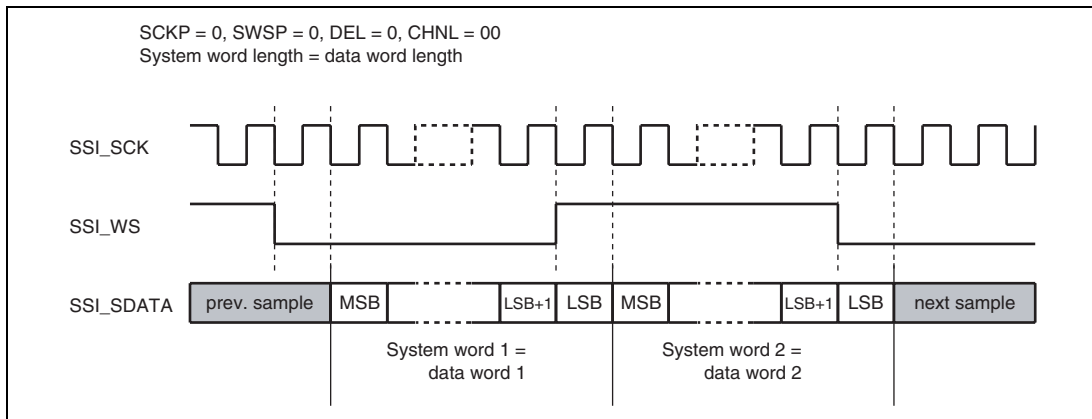 SCKP = 0, SWSP = 0, DEL = 0, CHNL = 00
System word length = data word length
SSI_SCK
SSI_WS
SSI_SDATA
prev. sample
MSB
LSB+1
LSB
MSB
LSB+1
LSB
next sample
System word 1 =
data word 1
System word 2 =
data word 2